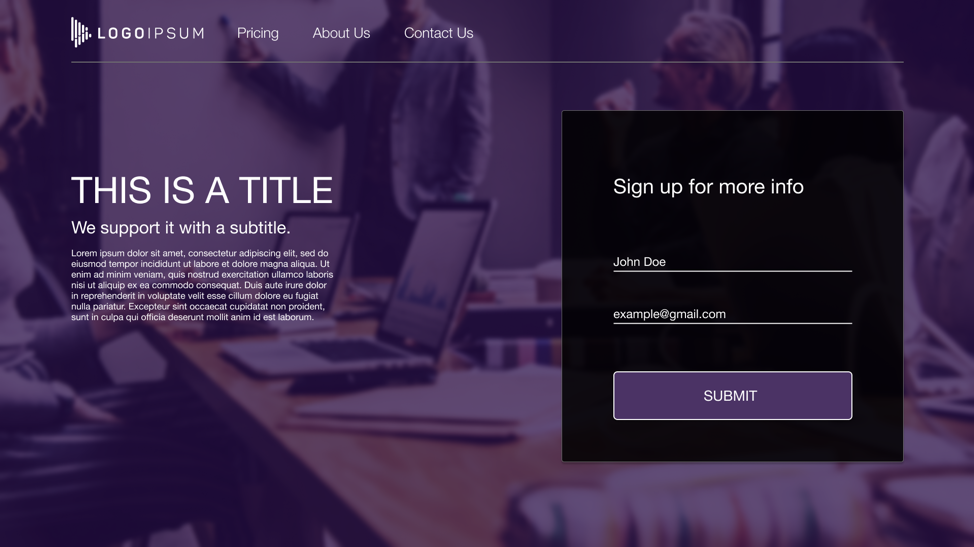 LOGOIPSUM
Pricing
About Us
Contact Us
THIS IS A TITLE
We support it with a subtitle.
Lorem ipsum dolor sit amet, consectetur adipiscing elit, sed do
eiusmod tempor incididunt ut labore et dolore magna aliqua. Ut
enim ad minim veniam, quis nostrud exercitation ullamco laboris
nisi ut aliquip ex ea commodo consequat. Duis aute irure dolor
in reprehenderit in voluptate velit esse cillum dolore eu fugiat
nulla pariatur. Excepteur sint occaecat cupidatat non proident,
sunt in culpa qui officia deserunt mollit anim id est laborum.
Sign up for more info
John Doe
example@gmail.com
SUBMIT